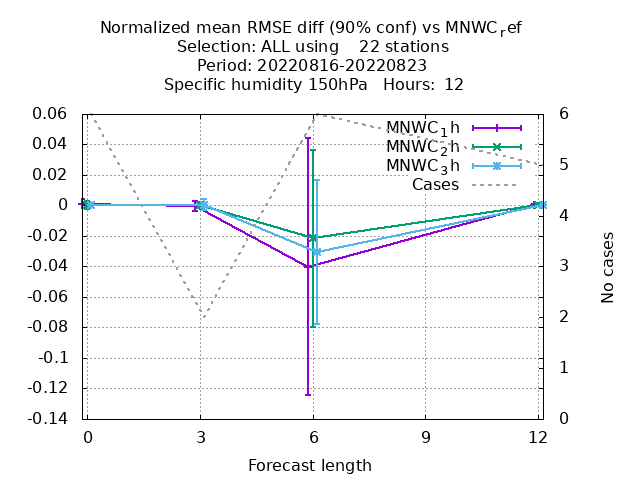 Normalized mean RMSE diff (90% conf) vs MNWC_ref
Selection: ALL using 22 stations
Period: 20220816-20220823
Specific humidity 150hPa Hours: 12
MNWC_1h
MNWC_2h
MNWC_3h
Cases
0.06
0.04
0.02
0
-0.02
-0.04
-0.06
-0.08
-0.1
-0.12
-0.14
6
5
4
3
2
1
0
No cases
0 3 6 9 12
Forecast length